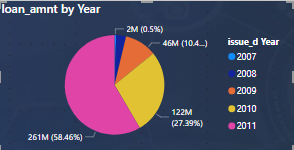 loan_amnt by Year
2M (0.5%)
46M (10.4...)
issue_d Year
2007
2008
2009
2010
2011
122M
(27.39%)
261M (58.46%)